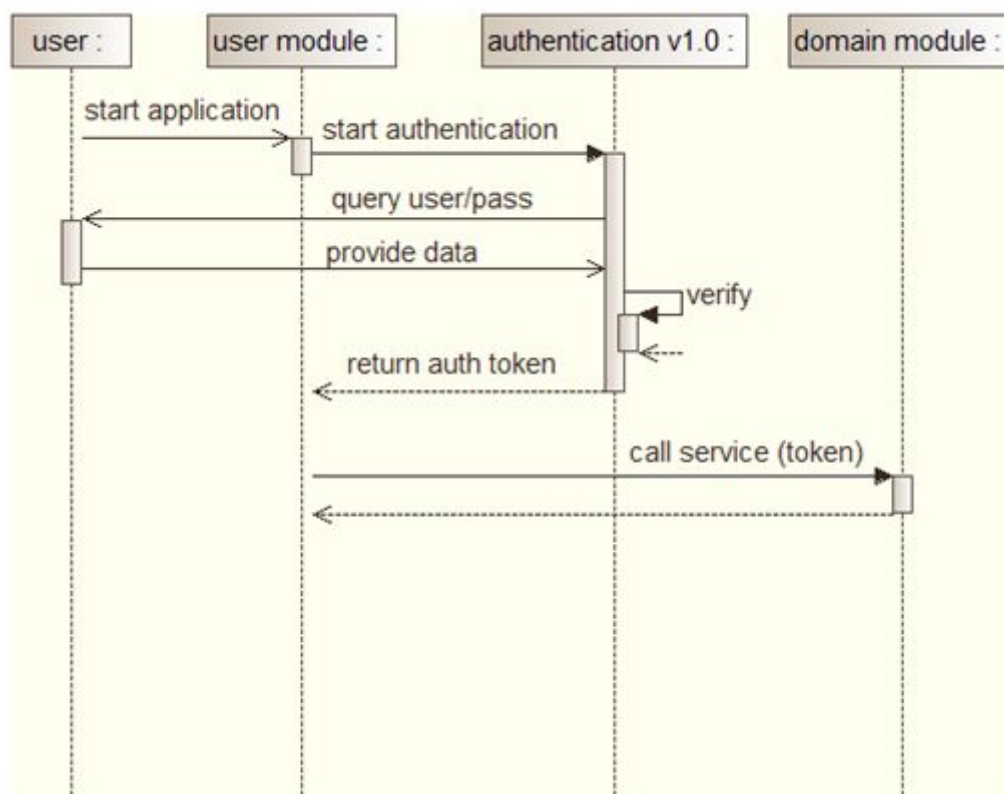 user :
user module :
authentication v1.0 :
domain module :
start application
start authentication
query user/pass
provide data
verify
return auth token
call service (token)